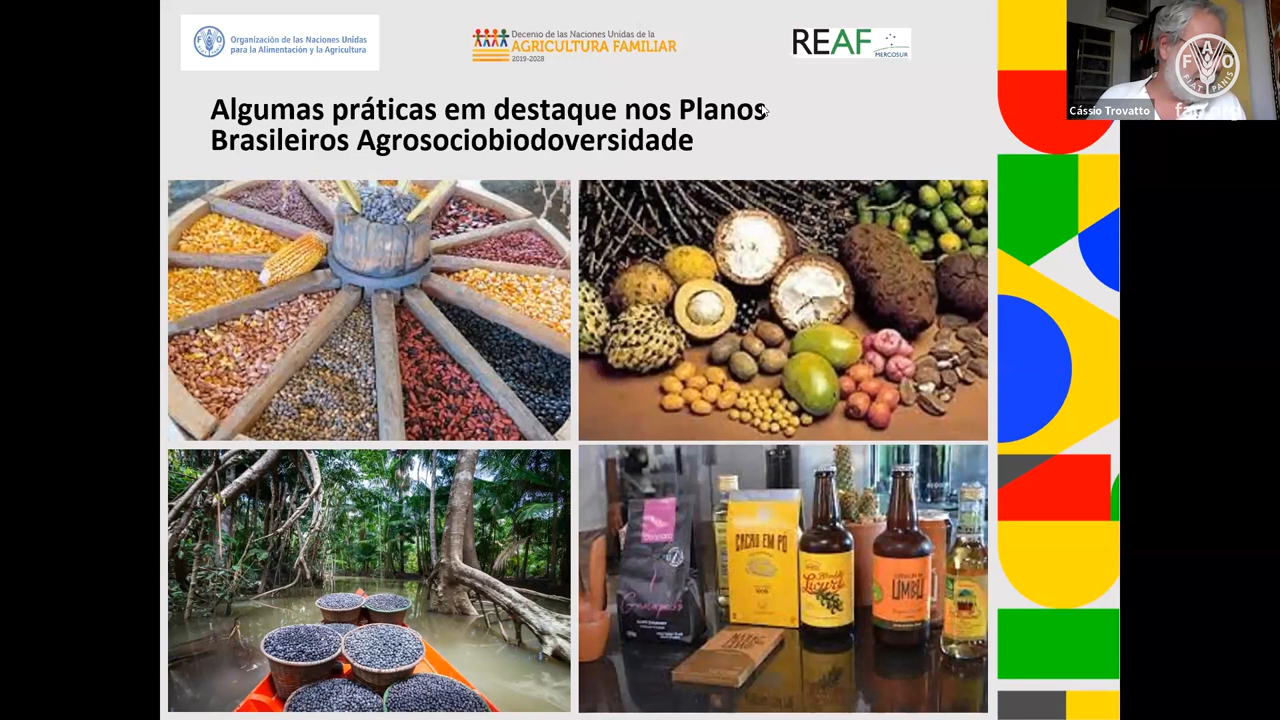 Organización de las Naciones Unidas
para la Alimentación y la Agricultura
Decenio de las Naciones Unidas de la
AGRICULTURA FAMILIAR
2019-2028
REAF
MERCOSUR
Cássio Trovatto
F A O
FIAT PANIS
Algumas práticas em destaque nos Planos
Brasileiros Agrosociobiodoversidade
CACAU EM PÓ
Licuri
UMBU